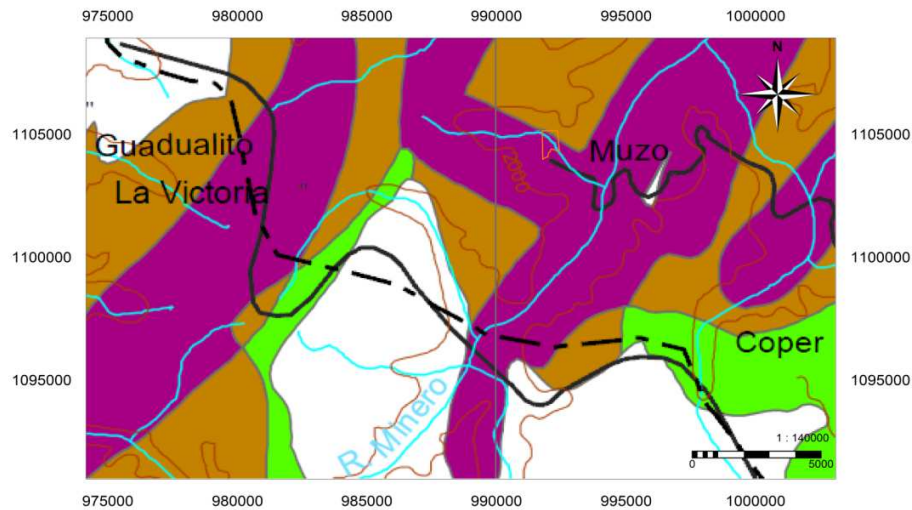 975000 980000 985000 990000 995000 1000000
N
"
1105000 1105000
Guadualito
Muzo
2000
La Victoria "
1100000 1100000
Coper
1095000 1095000
R. Minero
1 : 140000
0 5000
975000 980000 985000 990000 995000 1000000